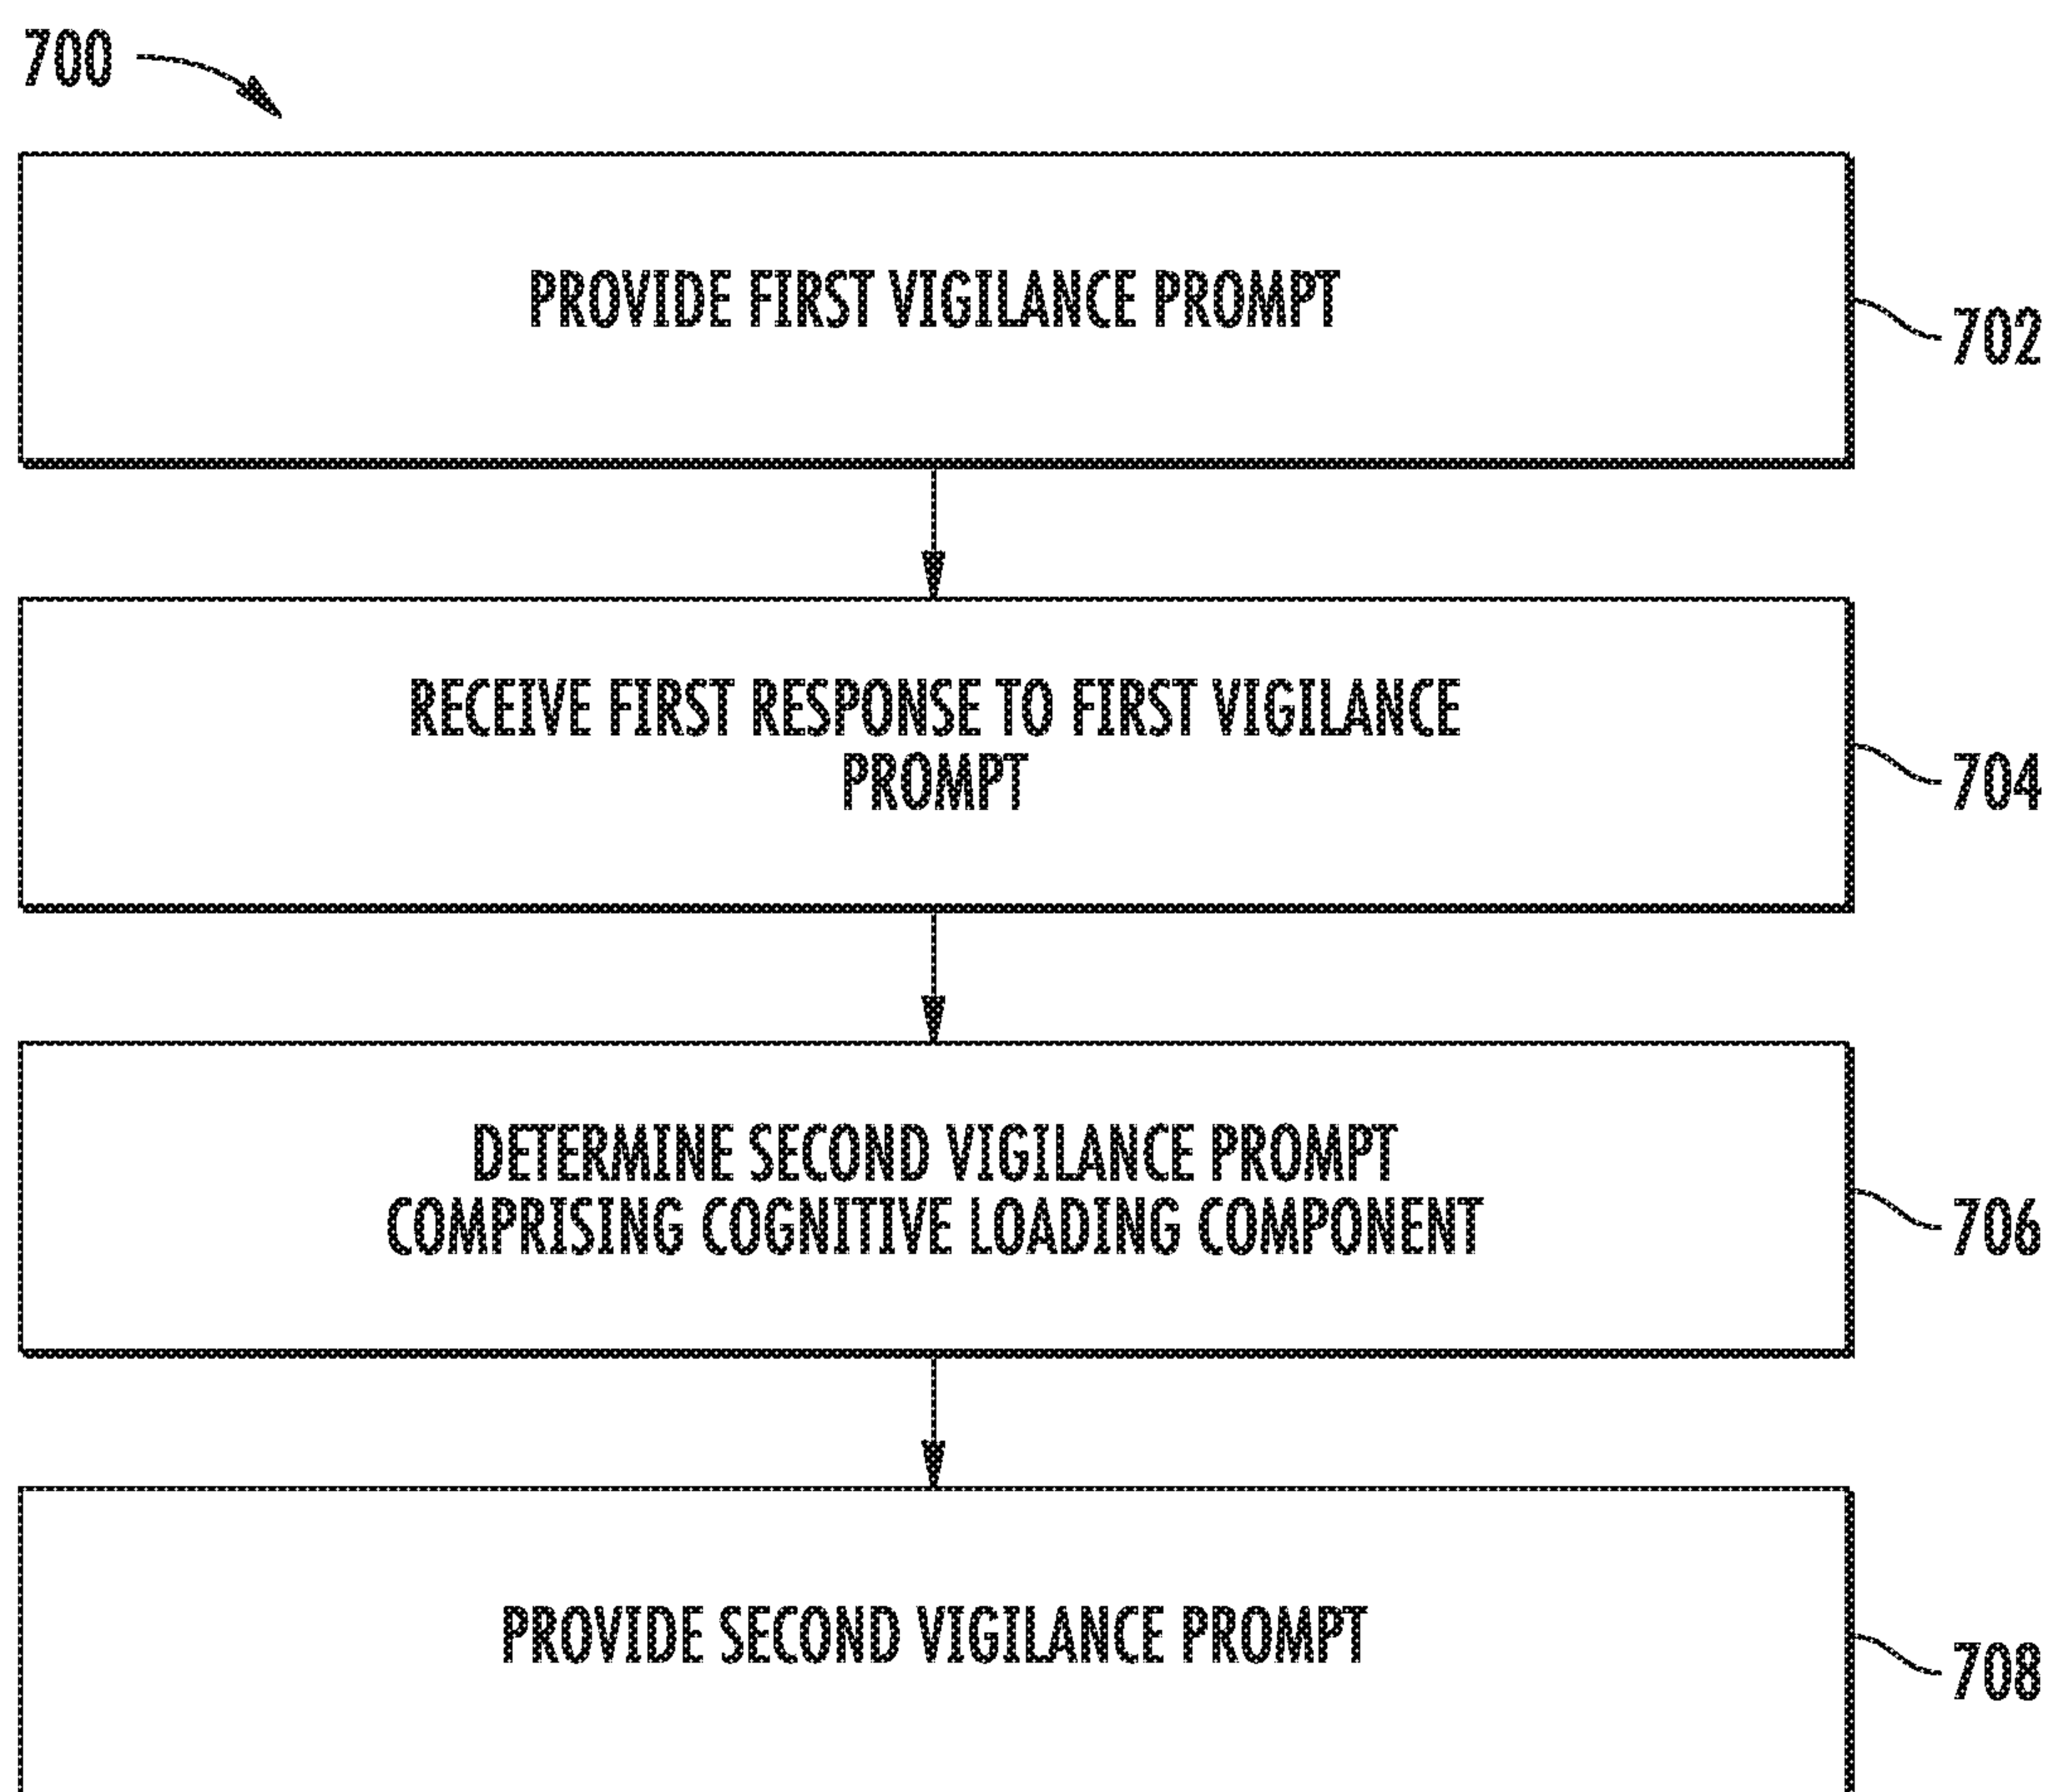 700
PROVIDE FIRST VIGILANCE PROMPT
702
RECEIVE FIRST RESPONSE TO FIRST VIGILANCE
PROMPT
704
DETERMINE SECOND VIGILANCE PROMPT
COMPRISING COGNITIVE LOADING COMPONENT
706
PROVIDE SECOND VIGILANCE PROMPT
708